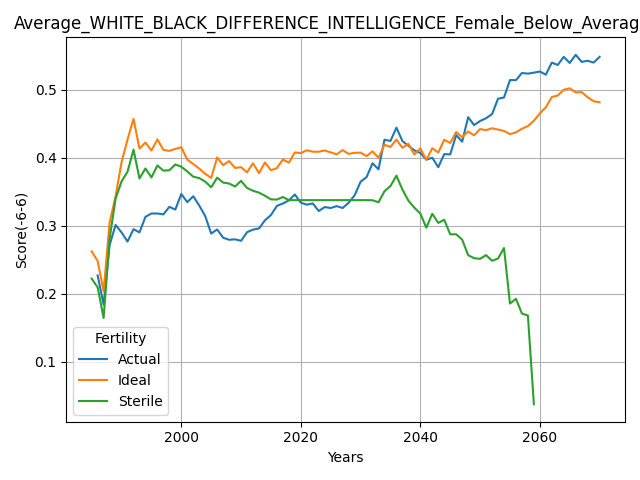 Average_WHITE_BLACK_DIFFERENCE_INTELLIGENCE_Female_Below_Averag
Score(-6-6)
0.5
0.4
0.3
0.2
0.1
Fertility
Actual
Ideal
Sterile
2000 2020 2040 2060
Years